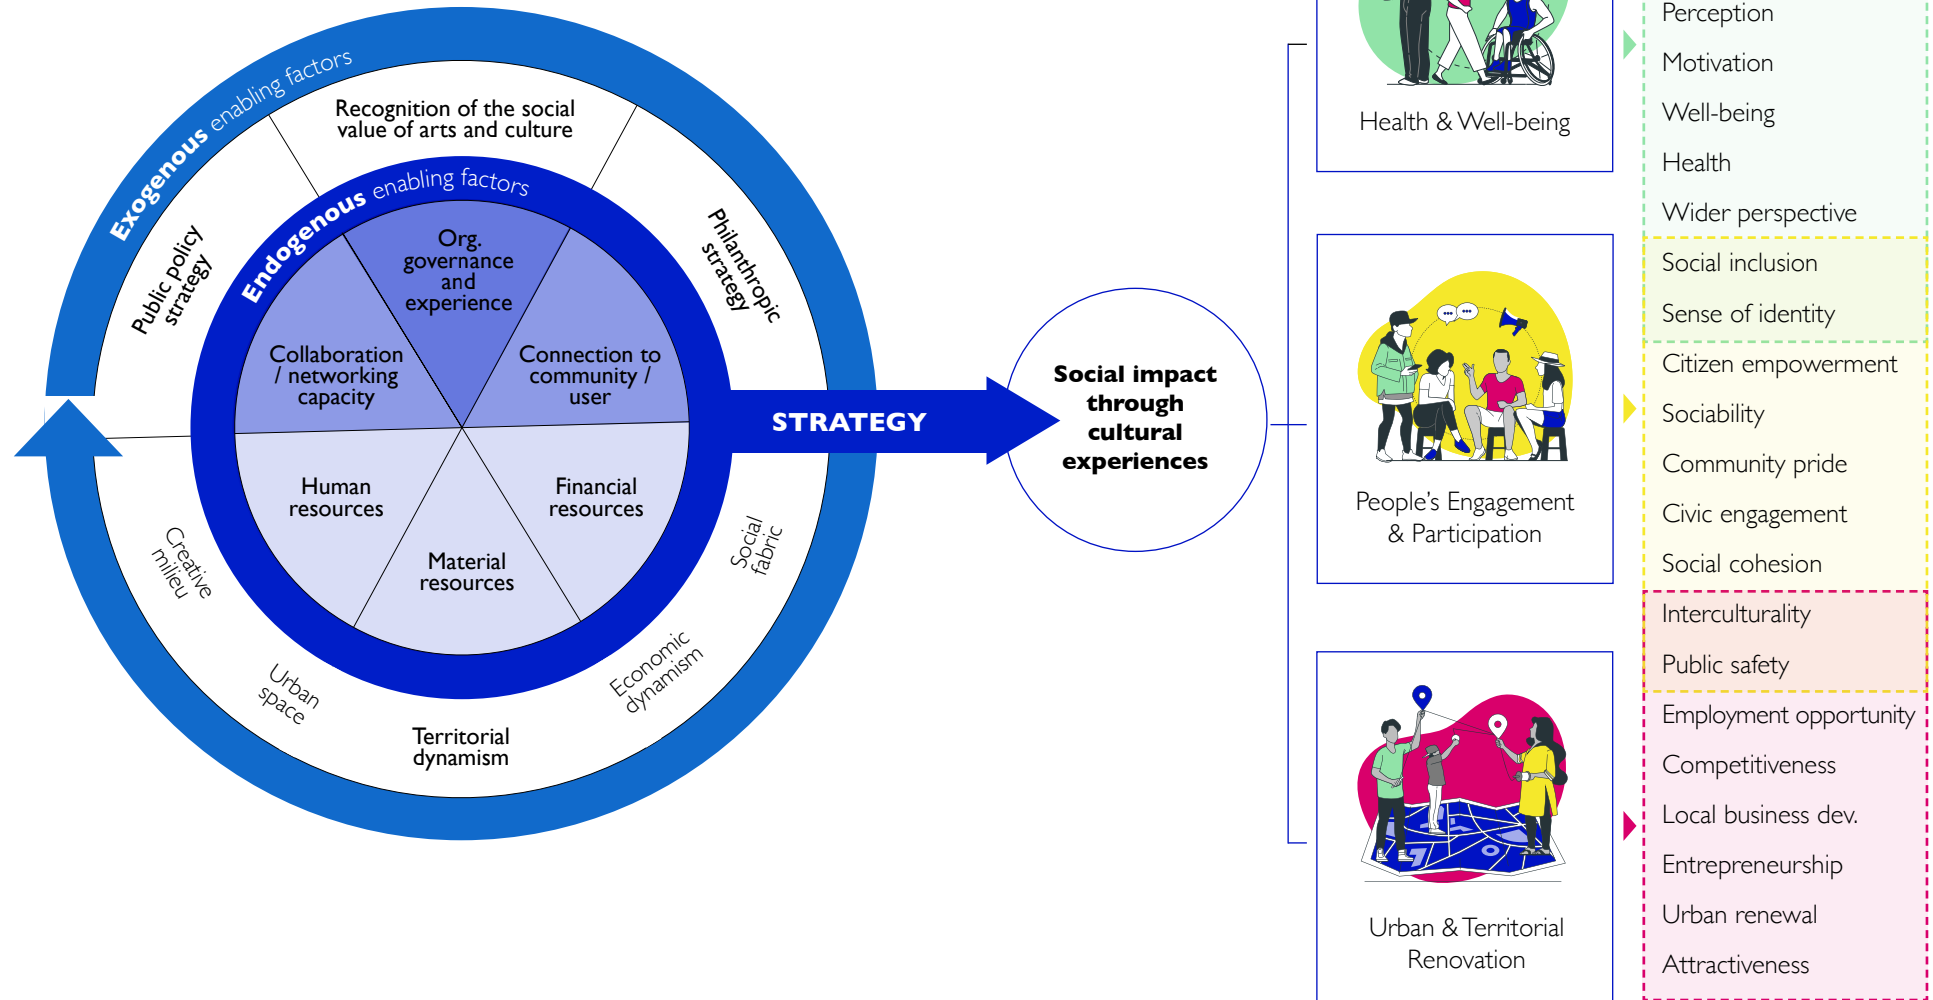 Exogenous enabling factors
Recognition of the social
value of arts and culture
Public policy
strategy
Philanthropic
strategy
Endogenous enabling factors
Org.
governance
and
experience
Collaboration
/ networking
capacity
Connection to
community /
user
Human
resources
Financial
resources
Material
resources
Creative
milieu
Urban
space
Territorial
dynamism
Economic
dynamism
Social
fabric
STRATEGY
Social impact
through
cultural
experiences
Health & Well-being
People’s Engagement
& Participation
Urban & Territorial
Renovation
Perception
Motivation
Well-being
Health
Wider perspective
Social inclusion
Sense of identity
Citizen empowerment
Sociability
Community pride
Civic engagement
Social cohesion
Interculturality
Public safety
Employment opportunity
Competitiveness
Local business dev.
Entrepreneurship
Urban renewal
Attractiveness